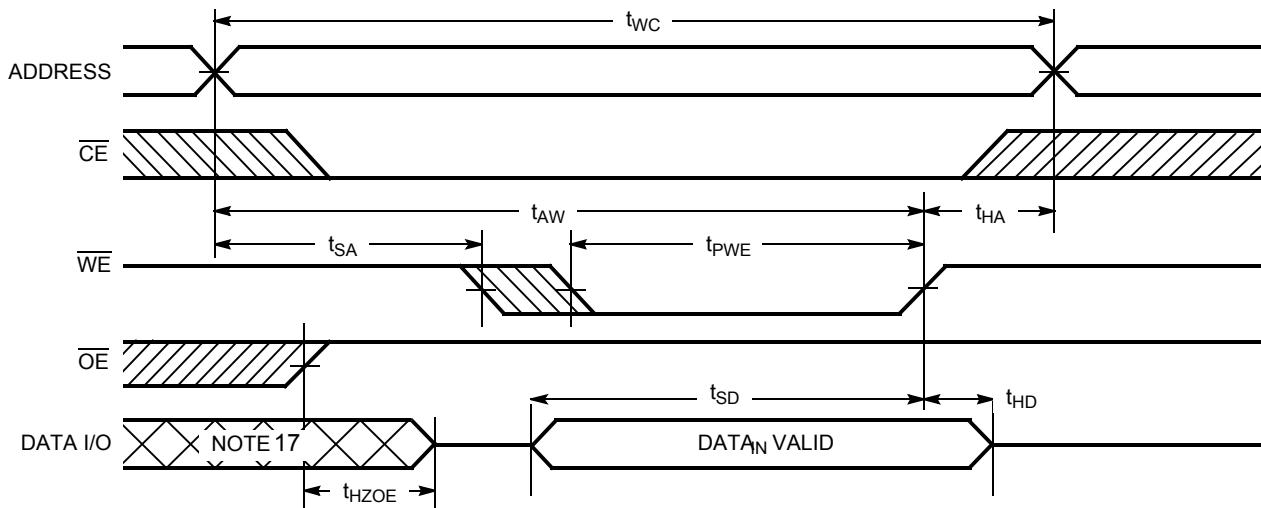 tWC
ADDRESS
CE
tAW
tHA
tSA
tPWE
WE
OE
tSD
tHD
DATA I/O
NOTE 17
DATAIN VALID
tHZOE